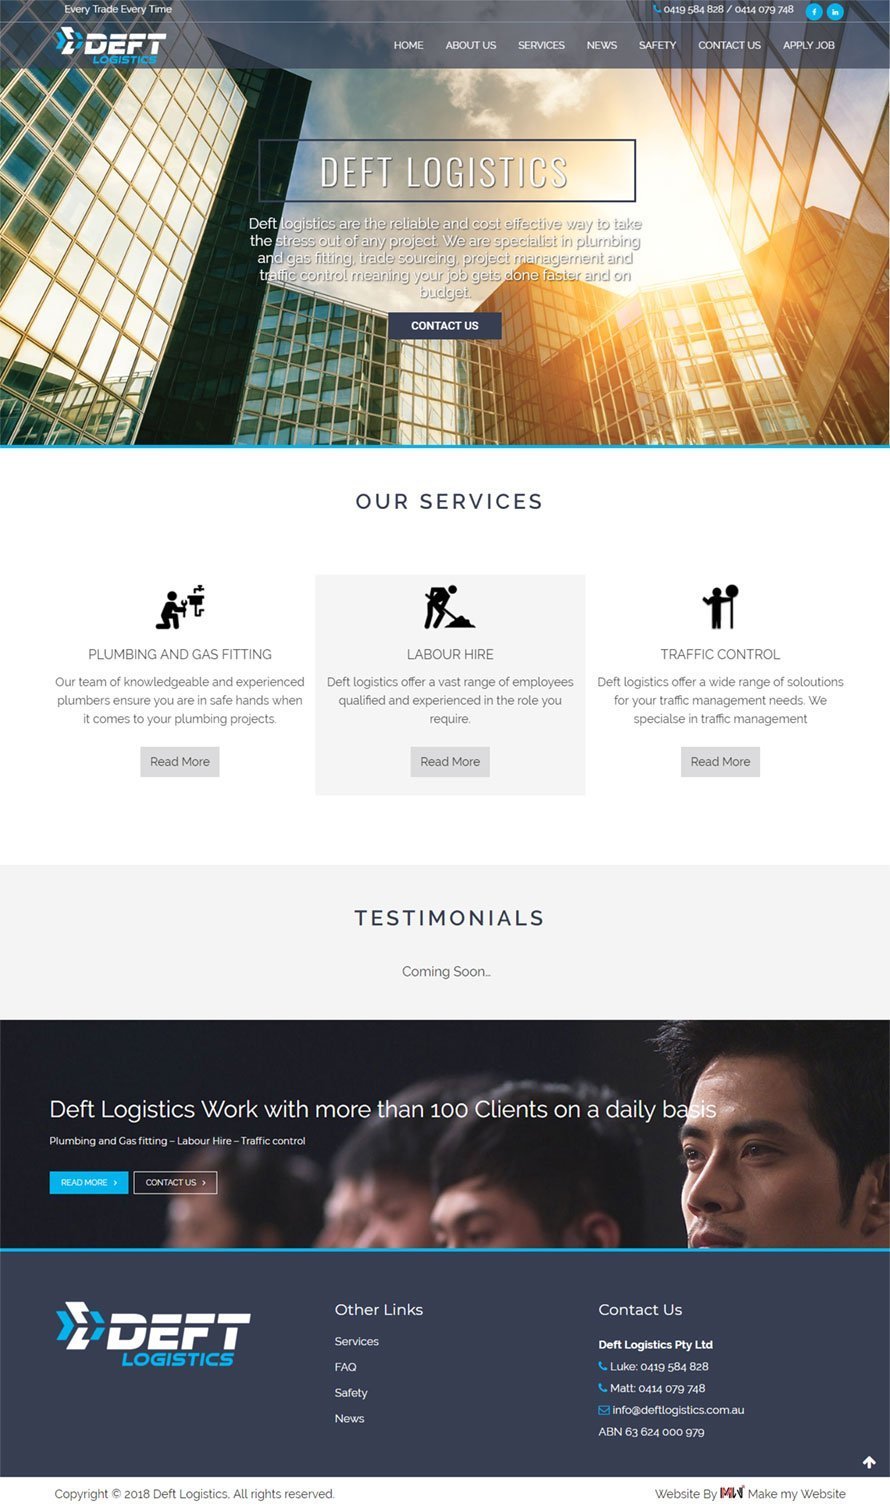 Every Trade Every Time
0419 584 828 / 0414 079 748
DEFT
LOGISTICS
HOME ABOUT US SERVICES NEWS SAFETY CONTACT US APPLY JOB
DEFT LOGISTICS
Deft logistics are the reliable and cost effective way to take
the stress out of any project. We are specialist in plumbing
and gas fitting, trade sourcing, project management and
traffic control meaning your job gets done faster and on
budget.
CONTACT US
OUR SERVICES
PLUMBING AND GAS FITTING
Our team of knowledgeable and experienced
plumbers ensure you are in safe hands when
it comes to your plumbing projects.
Read More
LABOUR HIRE
Deft logistics offer a vast range of employees
qualified and experienced in the role you
require.
Read More
TRAFFIC CONTROL
Deft logistics offer a wide range of soloutions
for your traffic management needs. We
specialse in traffic management
Read More
TESTIMONIALS
Coming Soon...
Deft Logistics Work with more than 100 Clients on a daily basis
Plumbing and Gas fitting – Labour Hire – Traffic control
READ MORE >
CONTACT US >
DEFT
LOGISTICS
Other Links
Services
FAQ
Safety
News
Contact Us
Deft Logistics Pty Ltd
Luke: 0419 584 828
Matt: 0414 079 748
info@deftlogistics.com.au
ABN 63 624 000 979
Copyright © 2018 Deft Logistics, All rights reserved.
Website By MW Make my Website